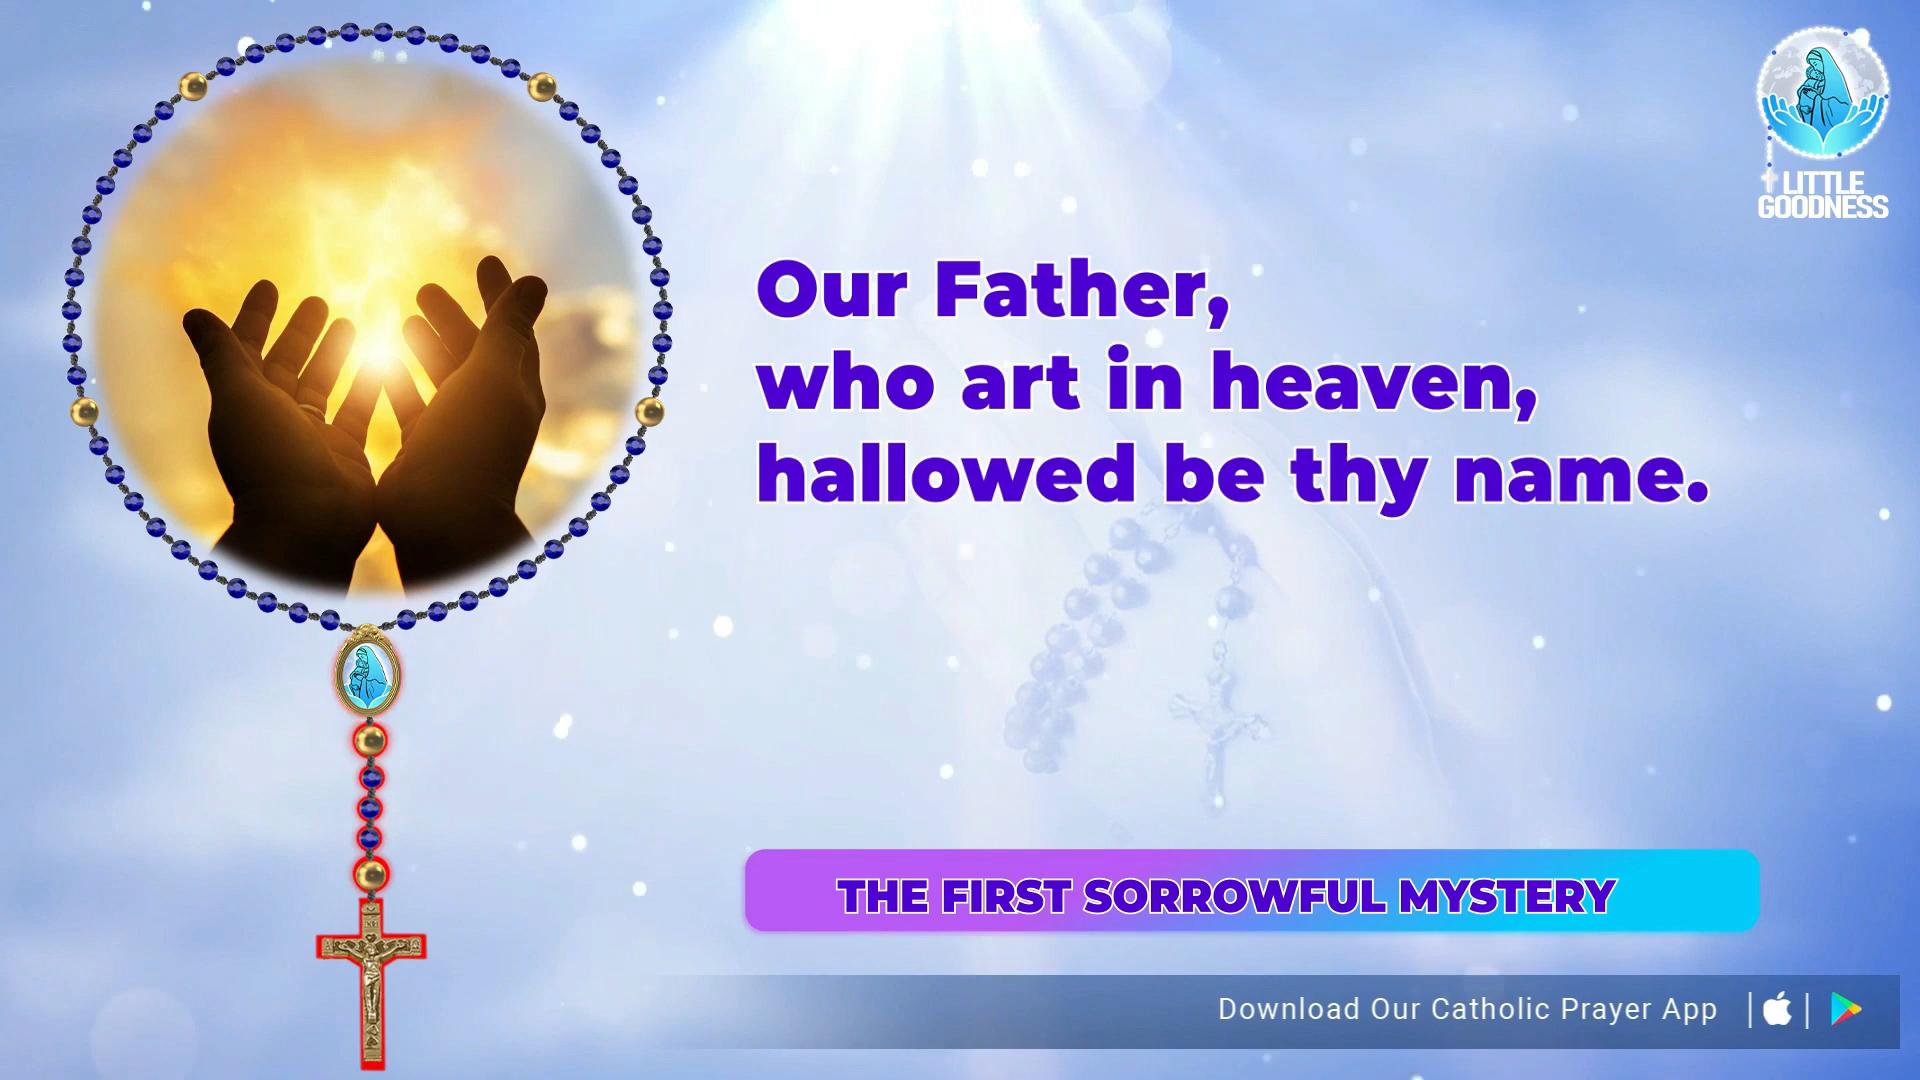 LITTLE
GOODNESS
Our Father,
who art in heaven,
hallowed be thy name.
THE FIRST SORROWFUL MYSTERY
Download Our Catholic Prayer App